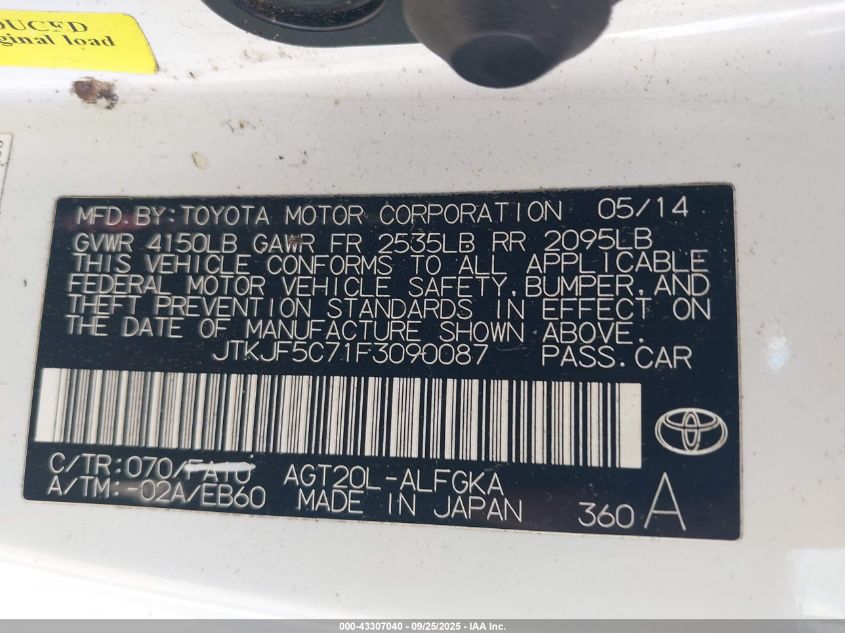 DUCED
iginal load
MFD. BY: TOYOTA MOTOR CORPORATION 05/14
GVWR 4150LB GAWR FR 2535LB RR 2095LB
THIS VEHICLE CONFORMS TO ALL APPLICABLE
FEDERAL MOTOR VEHICLE SAFETY, BUMPER, AND
THEFT PREVENTION STANDARDS IN EFFECT ON
THE DATE OF MANUFACTURE SHOWN ABOVE.
JTKJF5C71F3090087 PASS. CAR
C/TR: 070/FA10 AGT20L-ALFGKA
A/TM: -02A/EB60 MADE IN JAPAN 360 A
000-43307040 - 09/25/2025 - IAA Inc.